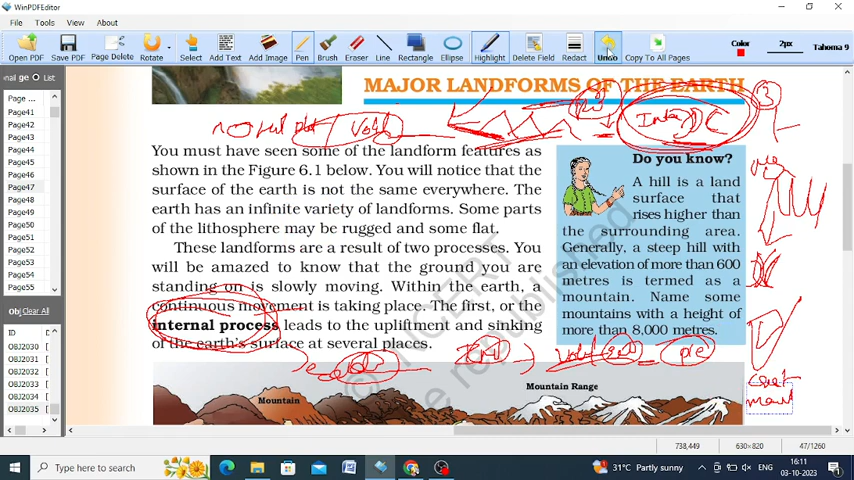 WinPDFEditor
File Tools View About
Open PDF Save PDF Page Delete Rotate Select Add Text Add Image Pen Brush Eraser Line Rectangle Ellipse Highlight Delete Field Redact Undo Copy To All Pages Color 2px Tahoma 9
nail ge List
Page41
Page42
Page43
Page44
Page45
Page46
Page47
Page48
Page49
Page50
Page51
Page52
Page53
Page54
Page55
Obj Clear All
ID
OBJ2029 [
OBJ2030 [
OBJ2031 [
OBJ2032 [
OBJ2033 [
OBJ2034 [
OBJ2035 [
MAJOR LANDFORMS OF THE EARTH
You must have seen some of the landform features as
shown in the Figure 6.1 below. You will notice that the
surface of the earth is not the same everywhere. The
earth has an infinite variety of landforms. Some parts
of the lithosphere may be rugged and some flat.
These landforms are a result of two processes. You
will be amazed to know that the ground you are
standing on is slowly moving. Within the earth, a
continuous movement is taking place. The first, or the
internal process leads to the upliftment and sinking
of the earth's surface at several places.
Do you know?
A hill is a land
surface that
rises higher than
the surrounding area.
Generally, a steep hill with
an elevation of more than 600
metres is termed as a
mountain. Name some
mountains with a height of
more than 8,000 metres.
© NCERT
Mountain
Mountain Range
738,449 630×820 47/1260
Type here to search
31°C Partly sunny
ENG
16:11
03-10-2023